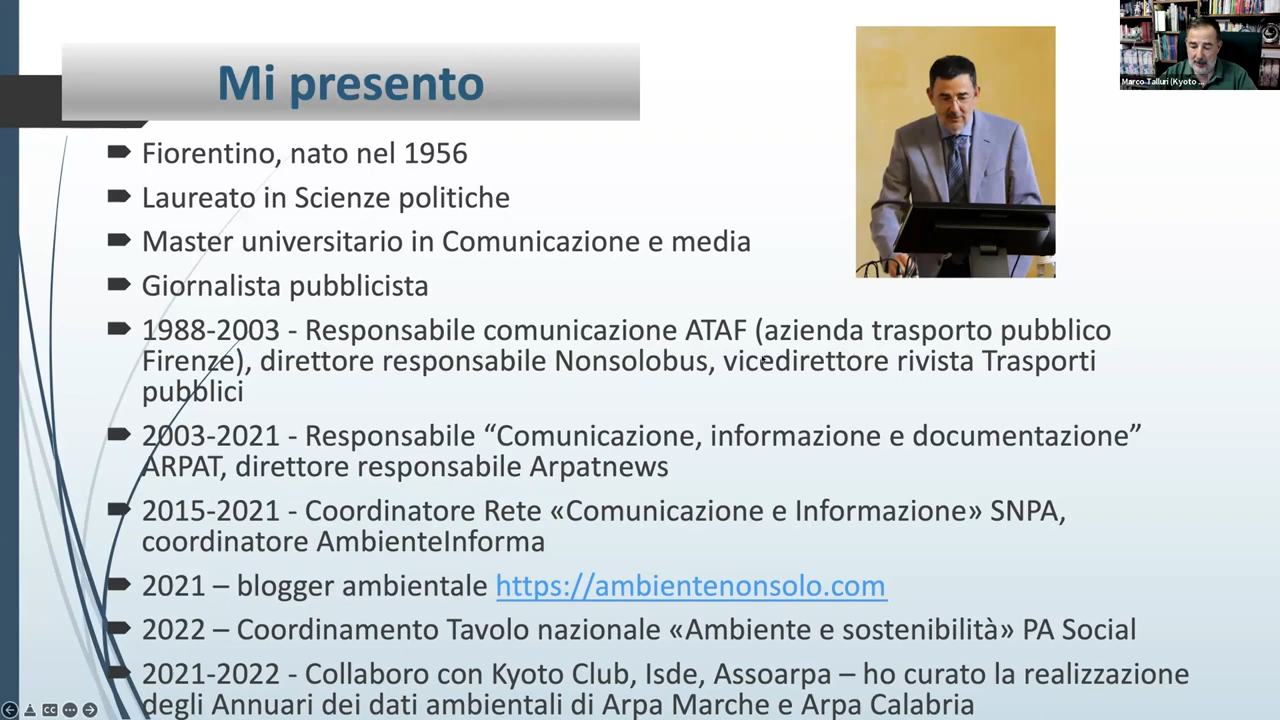 Mi presento
Marco Talluri (Kyoto ...
Fiorentino, nato nel 1956
Laureato in Scienze politiche
Master universitario in Comunicazione e media
Giornalista pubblicista
1988-2003 - Responsabile comunicazione ATAF (azienda trasporto pubblico
Firenze), direttore responsabile Nonsolobus, vicedirettore rivista Trasporti
pubblici
2003-2021 - Responsabile “Comunicazione, informazione e documentazione”
ARPAT, direttore responsabile Arpatnews
2015-2021 - Coordinatore Rete «Comunicazione e Informazione» SNPA,
coordinatore AmbienteInforma
2021 – blogger ambientale https://ambientenonsolo.com
2022 – Coordinamento Tavolo nazionale «Ambiente e sostenibilità» PA Social
2021-2022 - Collaboro con Kyoto Club, Isde, Assoarpa – ho curato la realizzazione
degli Annuari dei dati ambientali di Arpa Marche e Arpa Calabria
CC